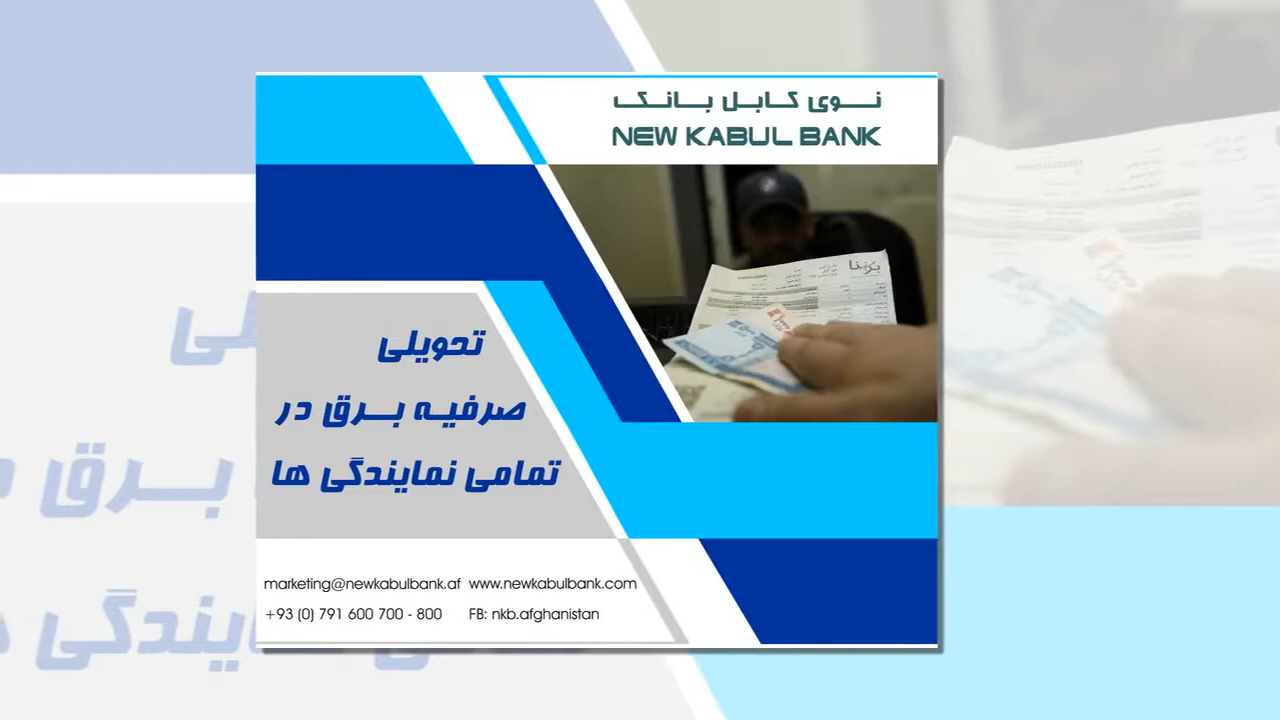 نوی کابل بانک
NEW KABUL BANK
برښنا
تحویلی
صرفیه برق در
تمامی نمایندگی ها
marketing@newkabulbank.af www.newkabulbank.com
+93 (0) 791 600 700 - 800 FB: nkb.afghanistan